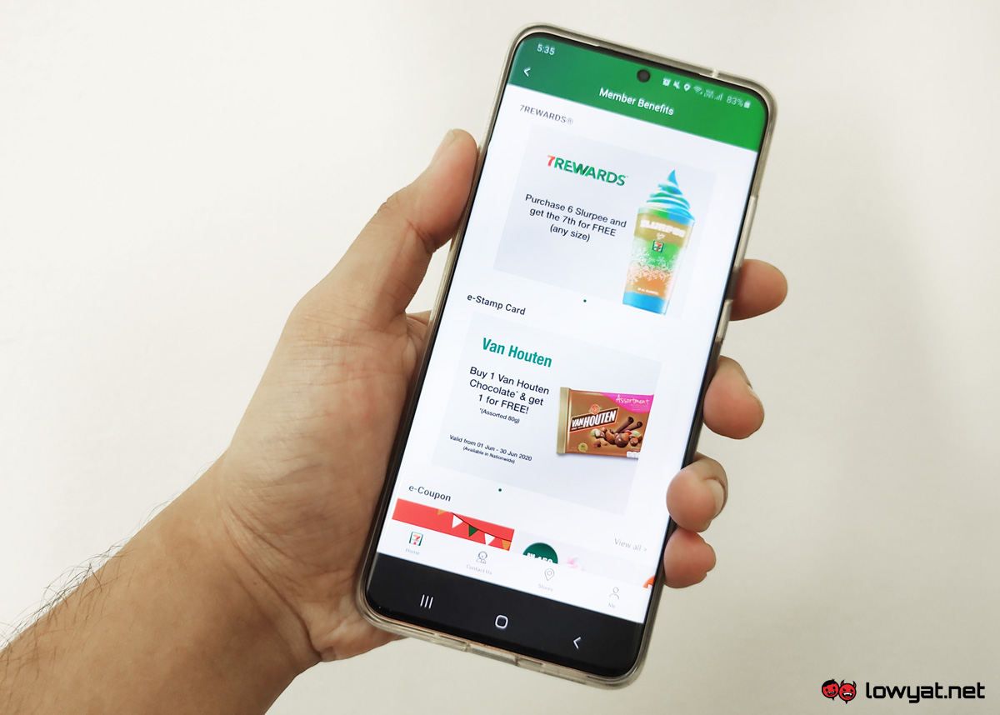 5:35
83%
Member Benefits
7REWARDS®
7REWARDS
Purchase 6 Slurpee and
get the 7th for FREE
(any size)
SLURPEE
e-Stamp Card
Van Houten
Buy 1 Van Houten
Chocolate* & get
1 for FREE!
*(Assorted 80g)
Valid from 01 Jun - 30 Jun 2020
(Available in Nationwide)
Assortment
VAN HOUTEN
e-Coupon
View all >
Home
Contact Us
Stores
Me
lowyat.net